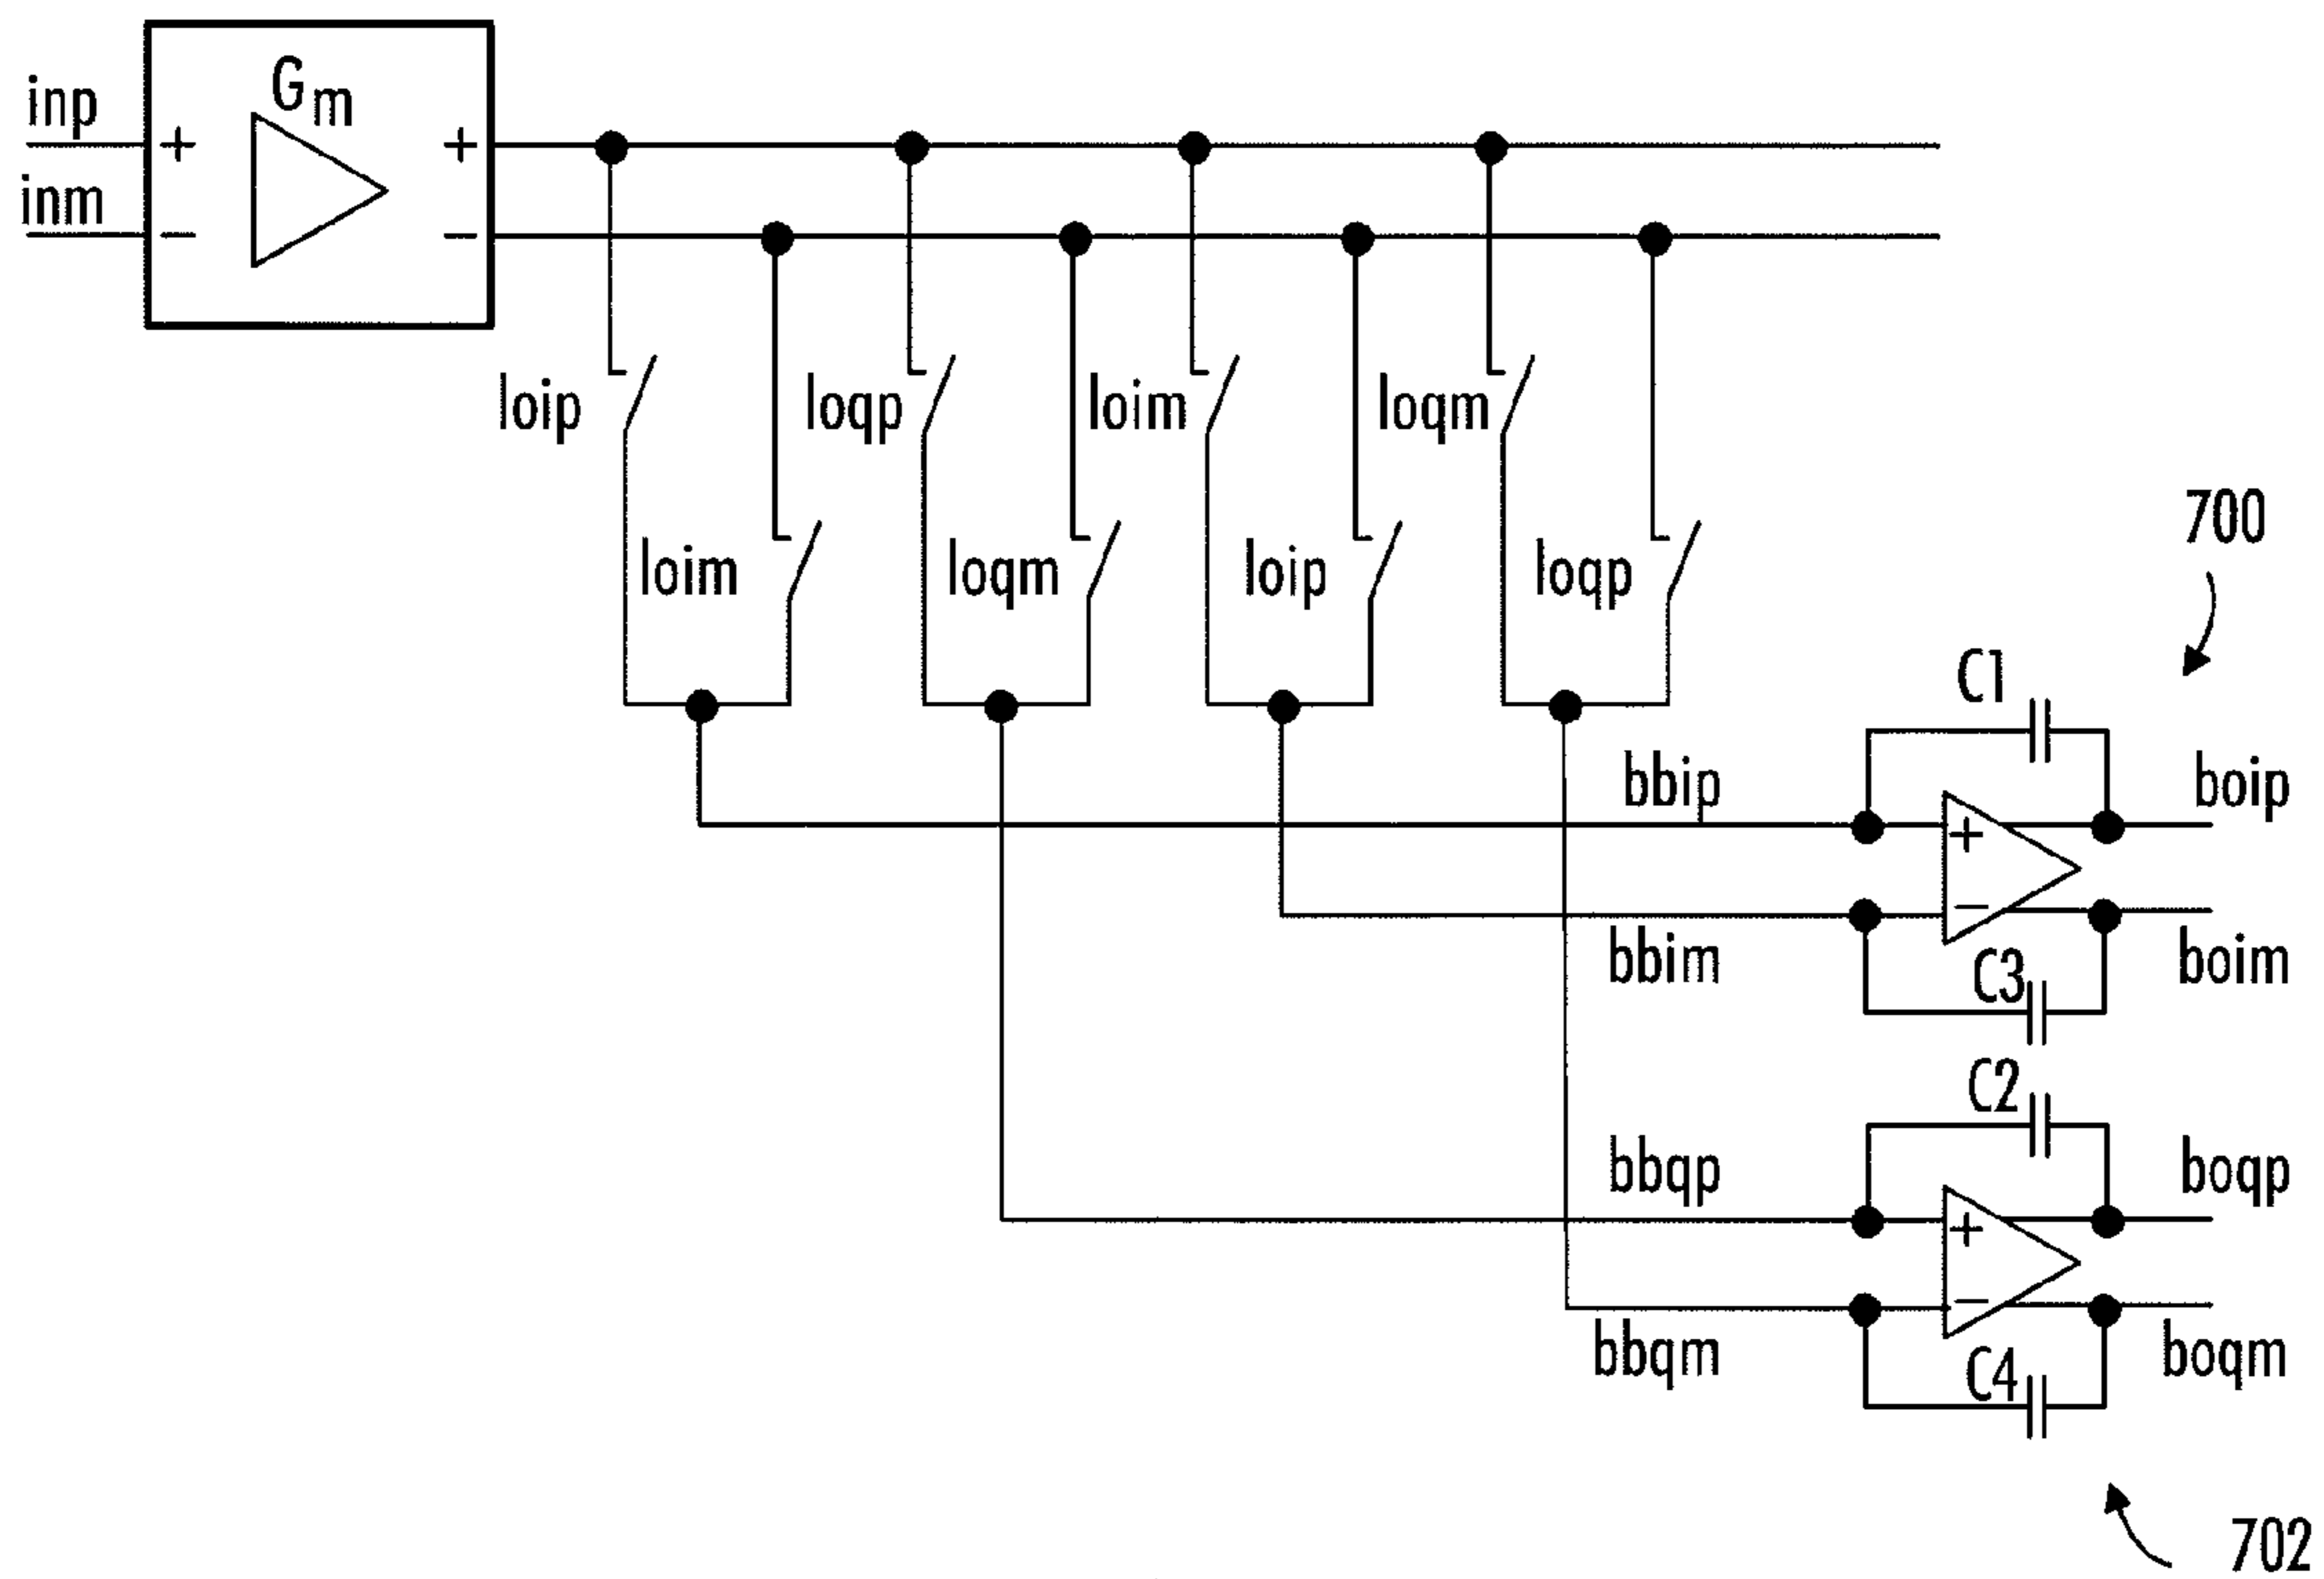 Gm
inp
+ +
inm
− −
loip loqp loim loqm
700
loim loqm loip loqp
C1
bbip boip
+
−
bbim boim
C3
C2
bbqp boqp
+
−
bbqm boqm
C4
702